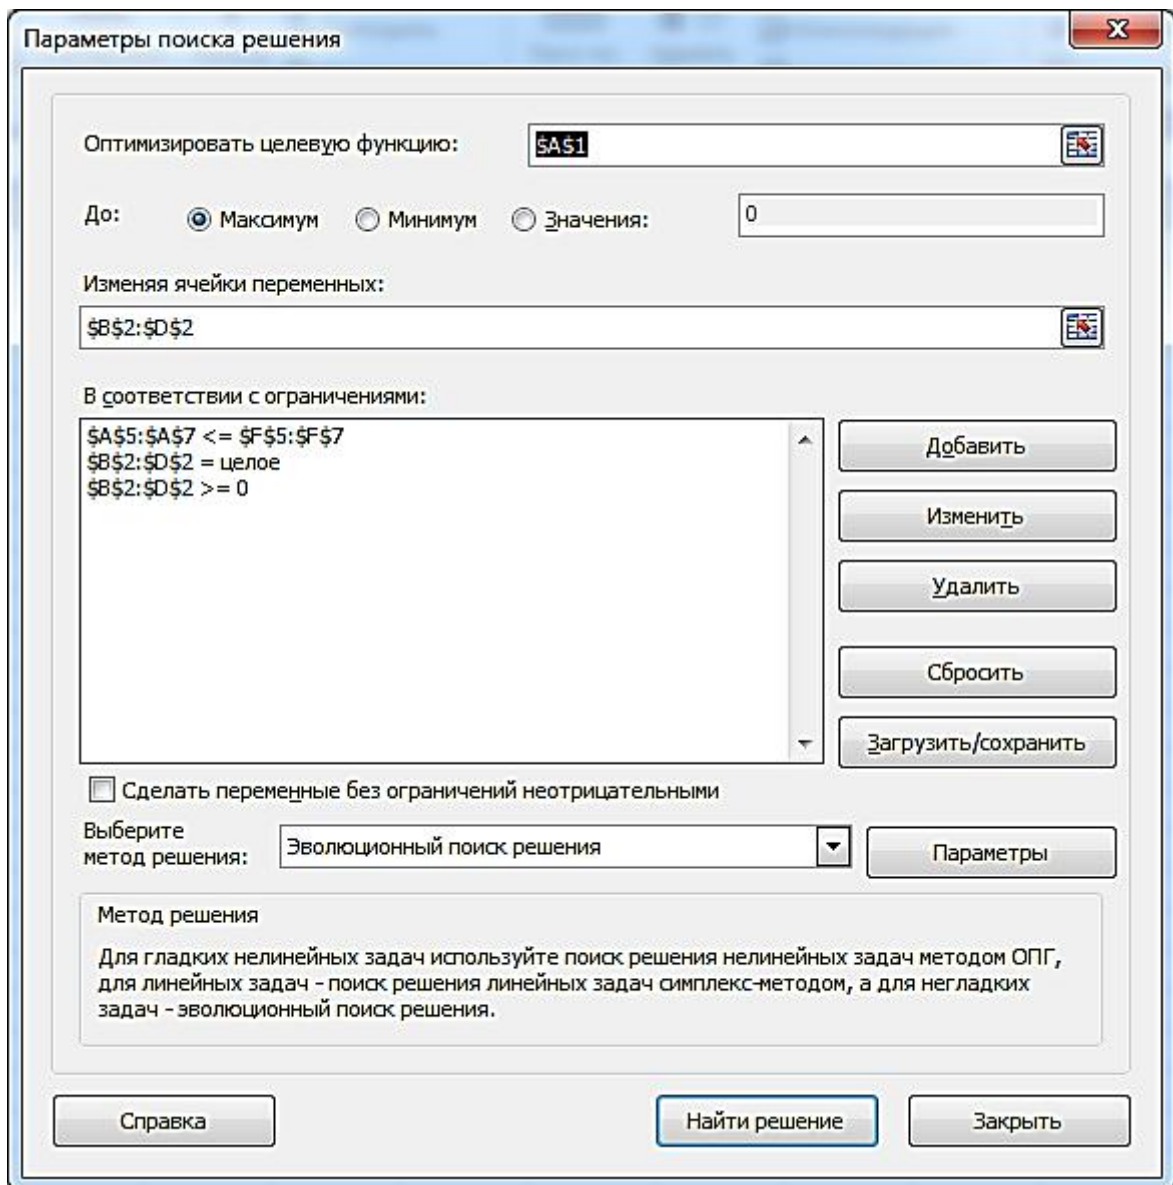 Параметры поиска решения
Оптимизировать целевую функцию:
$A$1
До:
Максимум
Минимум
Значения:
0
Изменяя ячейки переменных:
$B$2:$D$2
В соответствии с ограничениями:
$A$5:$A$7 <= $F$5:$F$7
$B$2:$D$2 = целое
$B$2:$D$2 >= 0
Добавить
Изменить
Удалить
Сбросить
Загрузить/сохранить
Сделать переменные без ограничений неотрицательными
Выберите
метод решения:
Эволюционный поиск решения
Параметры
Метод решения
Для гладких нелинейных задач используйте поиск решения нелинейных задач методом ОПГ,
для линейных задач - поиск решения линейных задач симплекс-методом, а для негладких
задач - эволюционный поиск решения.
Справка
Найти решение
Закрыть